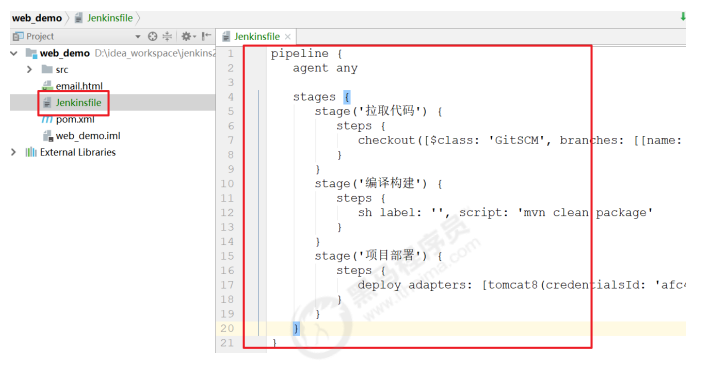 web_demo Jenkinsfile
Project
Jenkinsfile ×
web_demo D:\idea_workspace\jenkins2
src
email.html
Jenkinsfile
pom.xml
web_demo.iml
External Libraries
1 pipeline {
2 agent any
3
4 stages {
5 stage('拉取代码') {
6 steps {
7 checkout([$class: 'GitSCM', branches: [[name:
8 }
9 }
10 stage('编译构建') {
11 steps {
12 sh label: '', script: 'mvn clean package'
13 }
14 }
15 stage('项目部署') {
16 steps {
17 deploy adapters: [tomcat8(credentialsId: 'afc4
18 }
19 }
20 }
21 }
黑马程序员
www.itheima.com